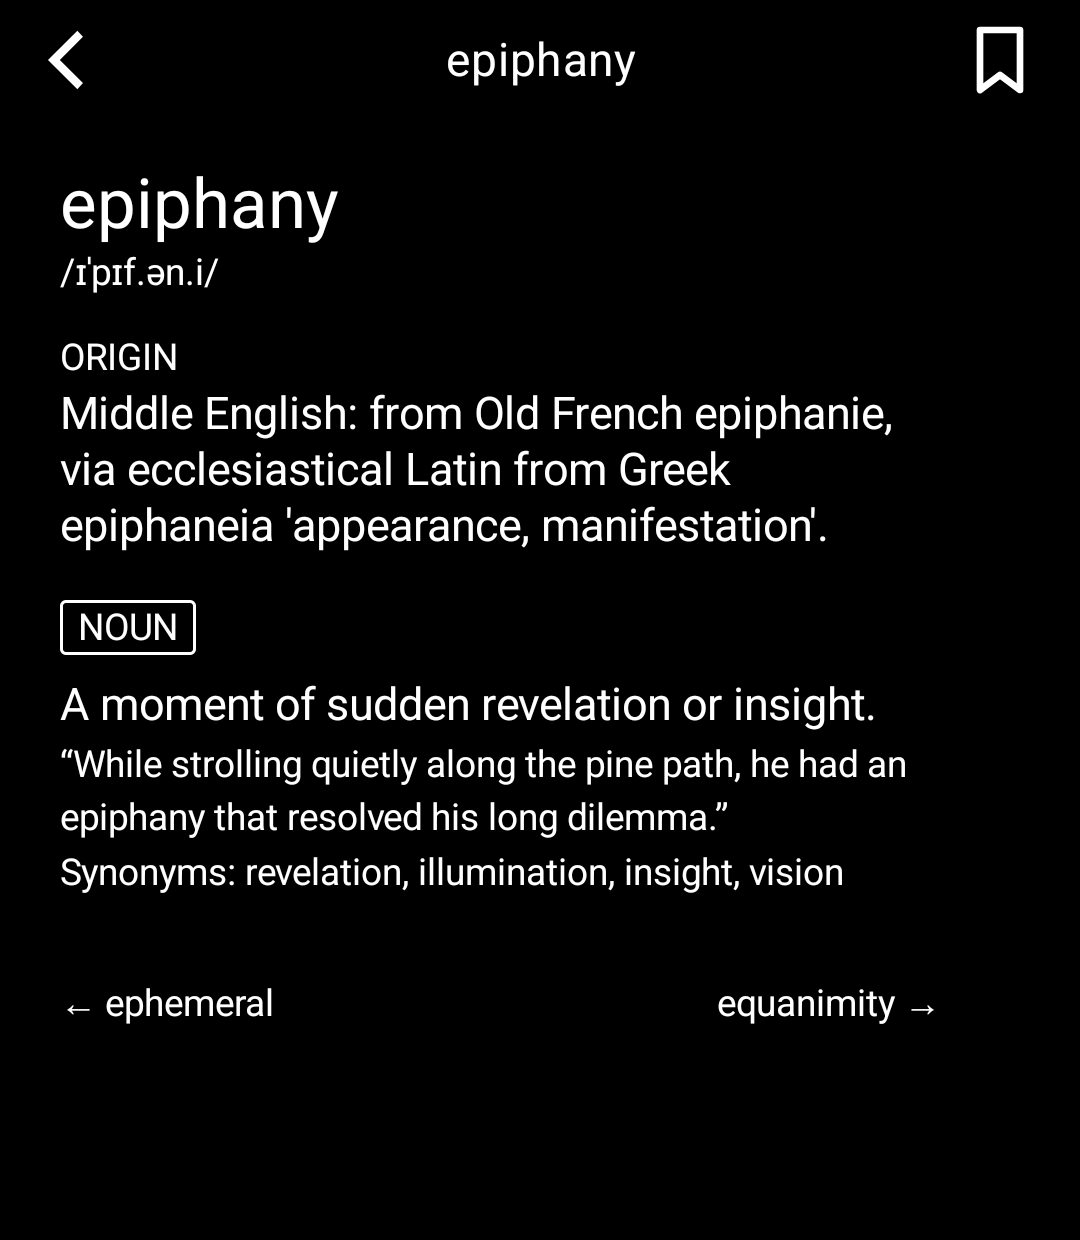 epiphany
epiphany
/ɪˈpɪf.ən.i/
ORIGIN
Middle English: from Old French epiphanie,
via ecclesiastical Latin from Greek
epiphaneia 'appearance, manifestation'.
NOUN
A moment of sudden revelation or insight.
“While strolling quietly along the pine path, he had an
epiphany that resolved his long dilemma.”
Synonyms: revelation, illumination, insight, vision
← ephemeral equanimity →